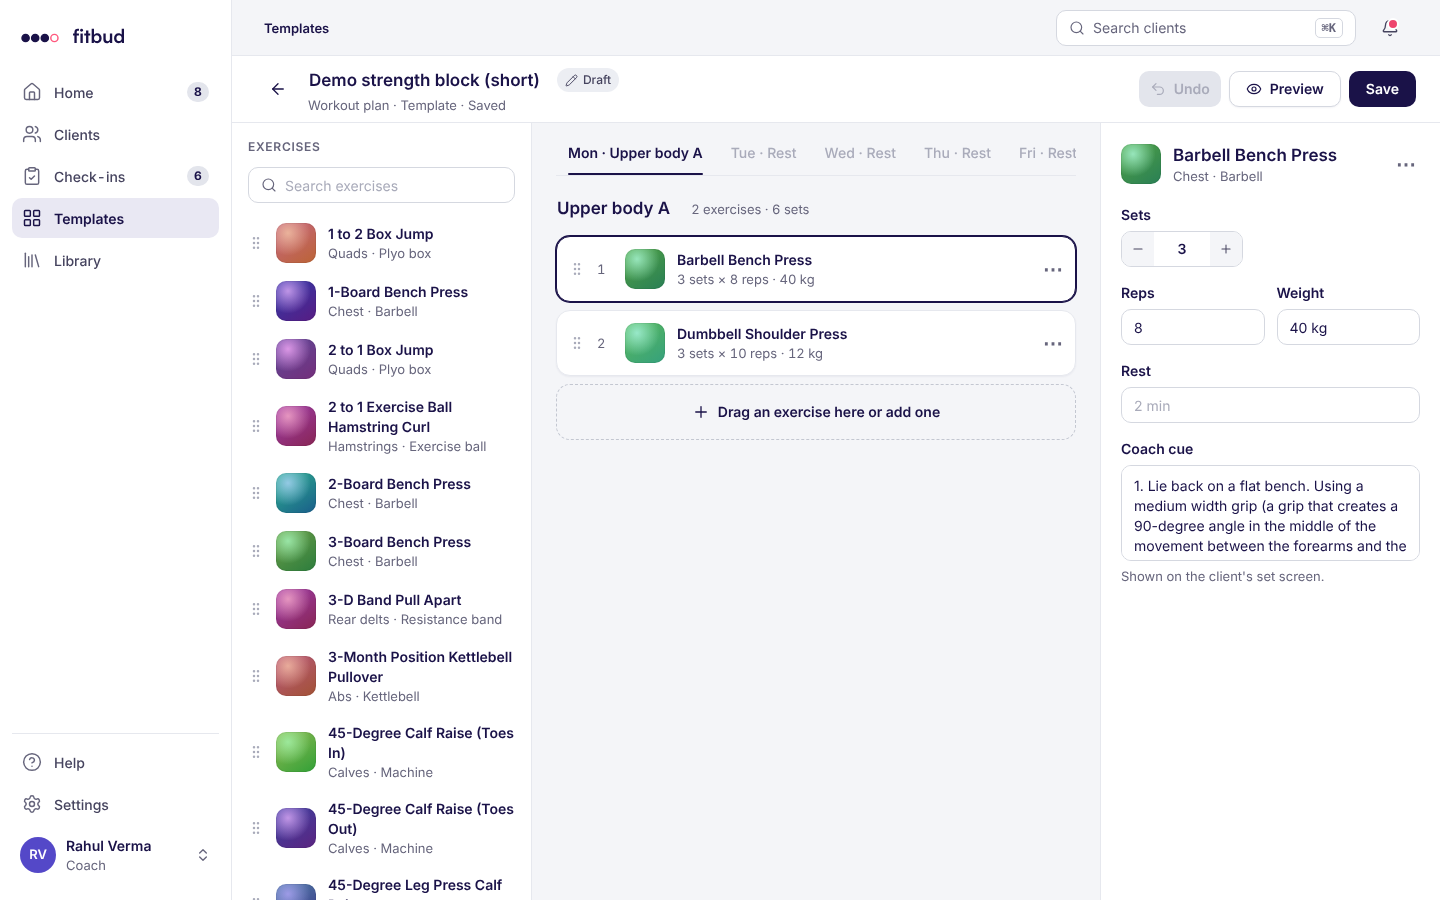 fitbud
Home 8
Clients
Check-ins 6
Templates
Library
Help
Settings
RV
Rahul Verma
Coach
Templates
Search clients ⌘K
Demo strength block (short)
Draft
Workout plan · Template · Saved
Undo
Preview
Save
EXERCISES
Search exercises
1 to 2 Box Jump
Quads · Plyo box
1-Board Bench Press
Chest · Barbell
2 to 1 Box Jump
Quads · Plyo box
2 to 1 Exercise Ball
Hamstring Curl
Hamstrings · Exercise ball
2-Board Bench Press
Chest · Barbell
3-Board Bench Press
Chest · Barbell
3-D Band Pull Apart
Rear delts · Resistance band
3-Month Position Kettlebell
Pullover
Abs · Kettlebell
45-Degree Calf Raise (Toes
In)
Calves · Machine
45-Degree Calf Raise (Toes
Out)
Calves · Machine
45-Degree Leg Press Calf
Mon · Upper body A
Tue · Rest
Wed · Rest
Thu · Rest
Fri · Rest
Upper body A
2 exercises · 6 sets
1
Barbell Bench Press
3 sets × 8 reps · 40 kg
2
Dumbbell Shoulder Press
3 sets × 10 reps · 12 kg
Drag an exercise here or add one
Barbell Bench Press
Chest · Barbell
Sets
3
Reps
8
Weight
40 kg
Rest
2 min
Coach cue
1. Lie back on a flat bench. Using a
medium width grip (a grip that creates a
90-degree angle in the middle of the
movement between the forearms and the
Shown on the client's set screen.